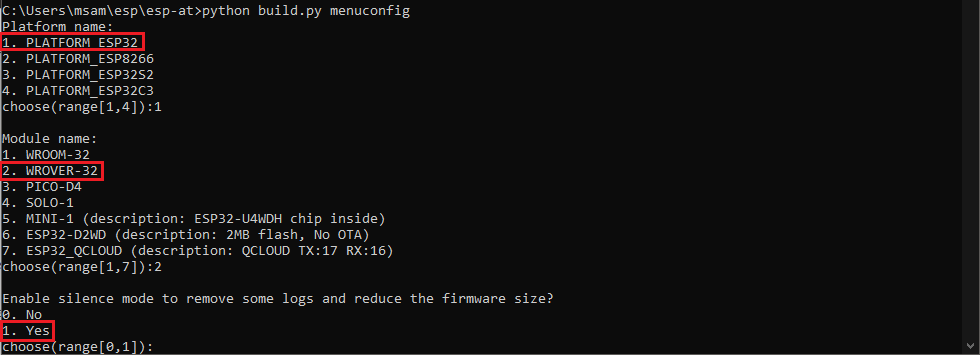 C:\Users\msam\esp\esp-at>python build.py menuconfig
Platform name:
1. PLATFORM_ESP32
2. PLATFORM_ESP8266
3. PLATFORM_ESP32S2
4. PLATFORM_ESP32C3
choose(range[1,4]):1
Module name:
1. WROOM-32
2. WROVER-32
3. PICO-D4
4. SOLO-1
5. MINI-1 (description: ESP32-U4WDH chip inside)
6. ESP32-D2WD (description: 2MB flash, No OTA)
7. ESP32_QCLOUD (description: QCLOUD TX:17 RX:16)
choose(range[1,7]):2
Enable silence mode to remove some logs and reduce the firmware size?
0. No
1. Yes
choose(range[0,1]):